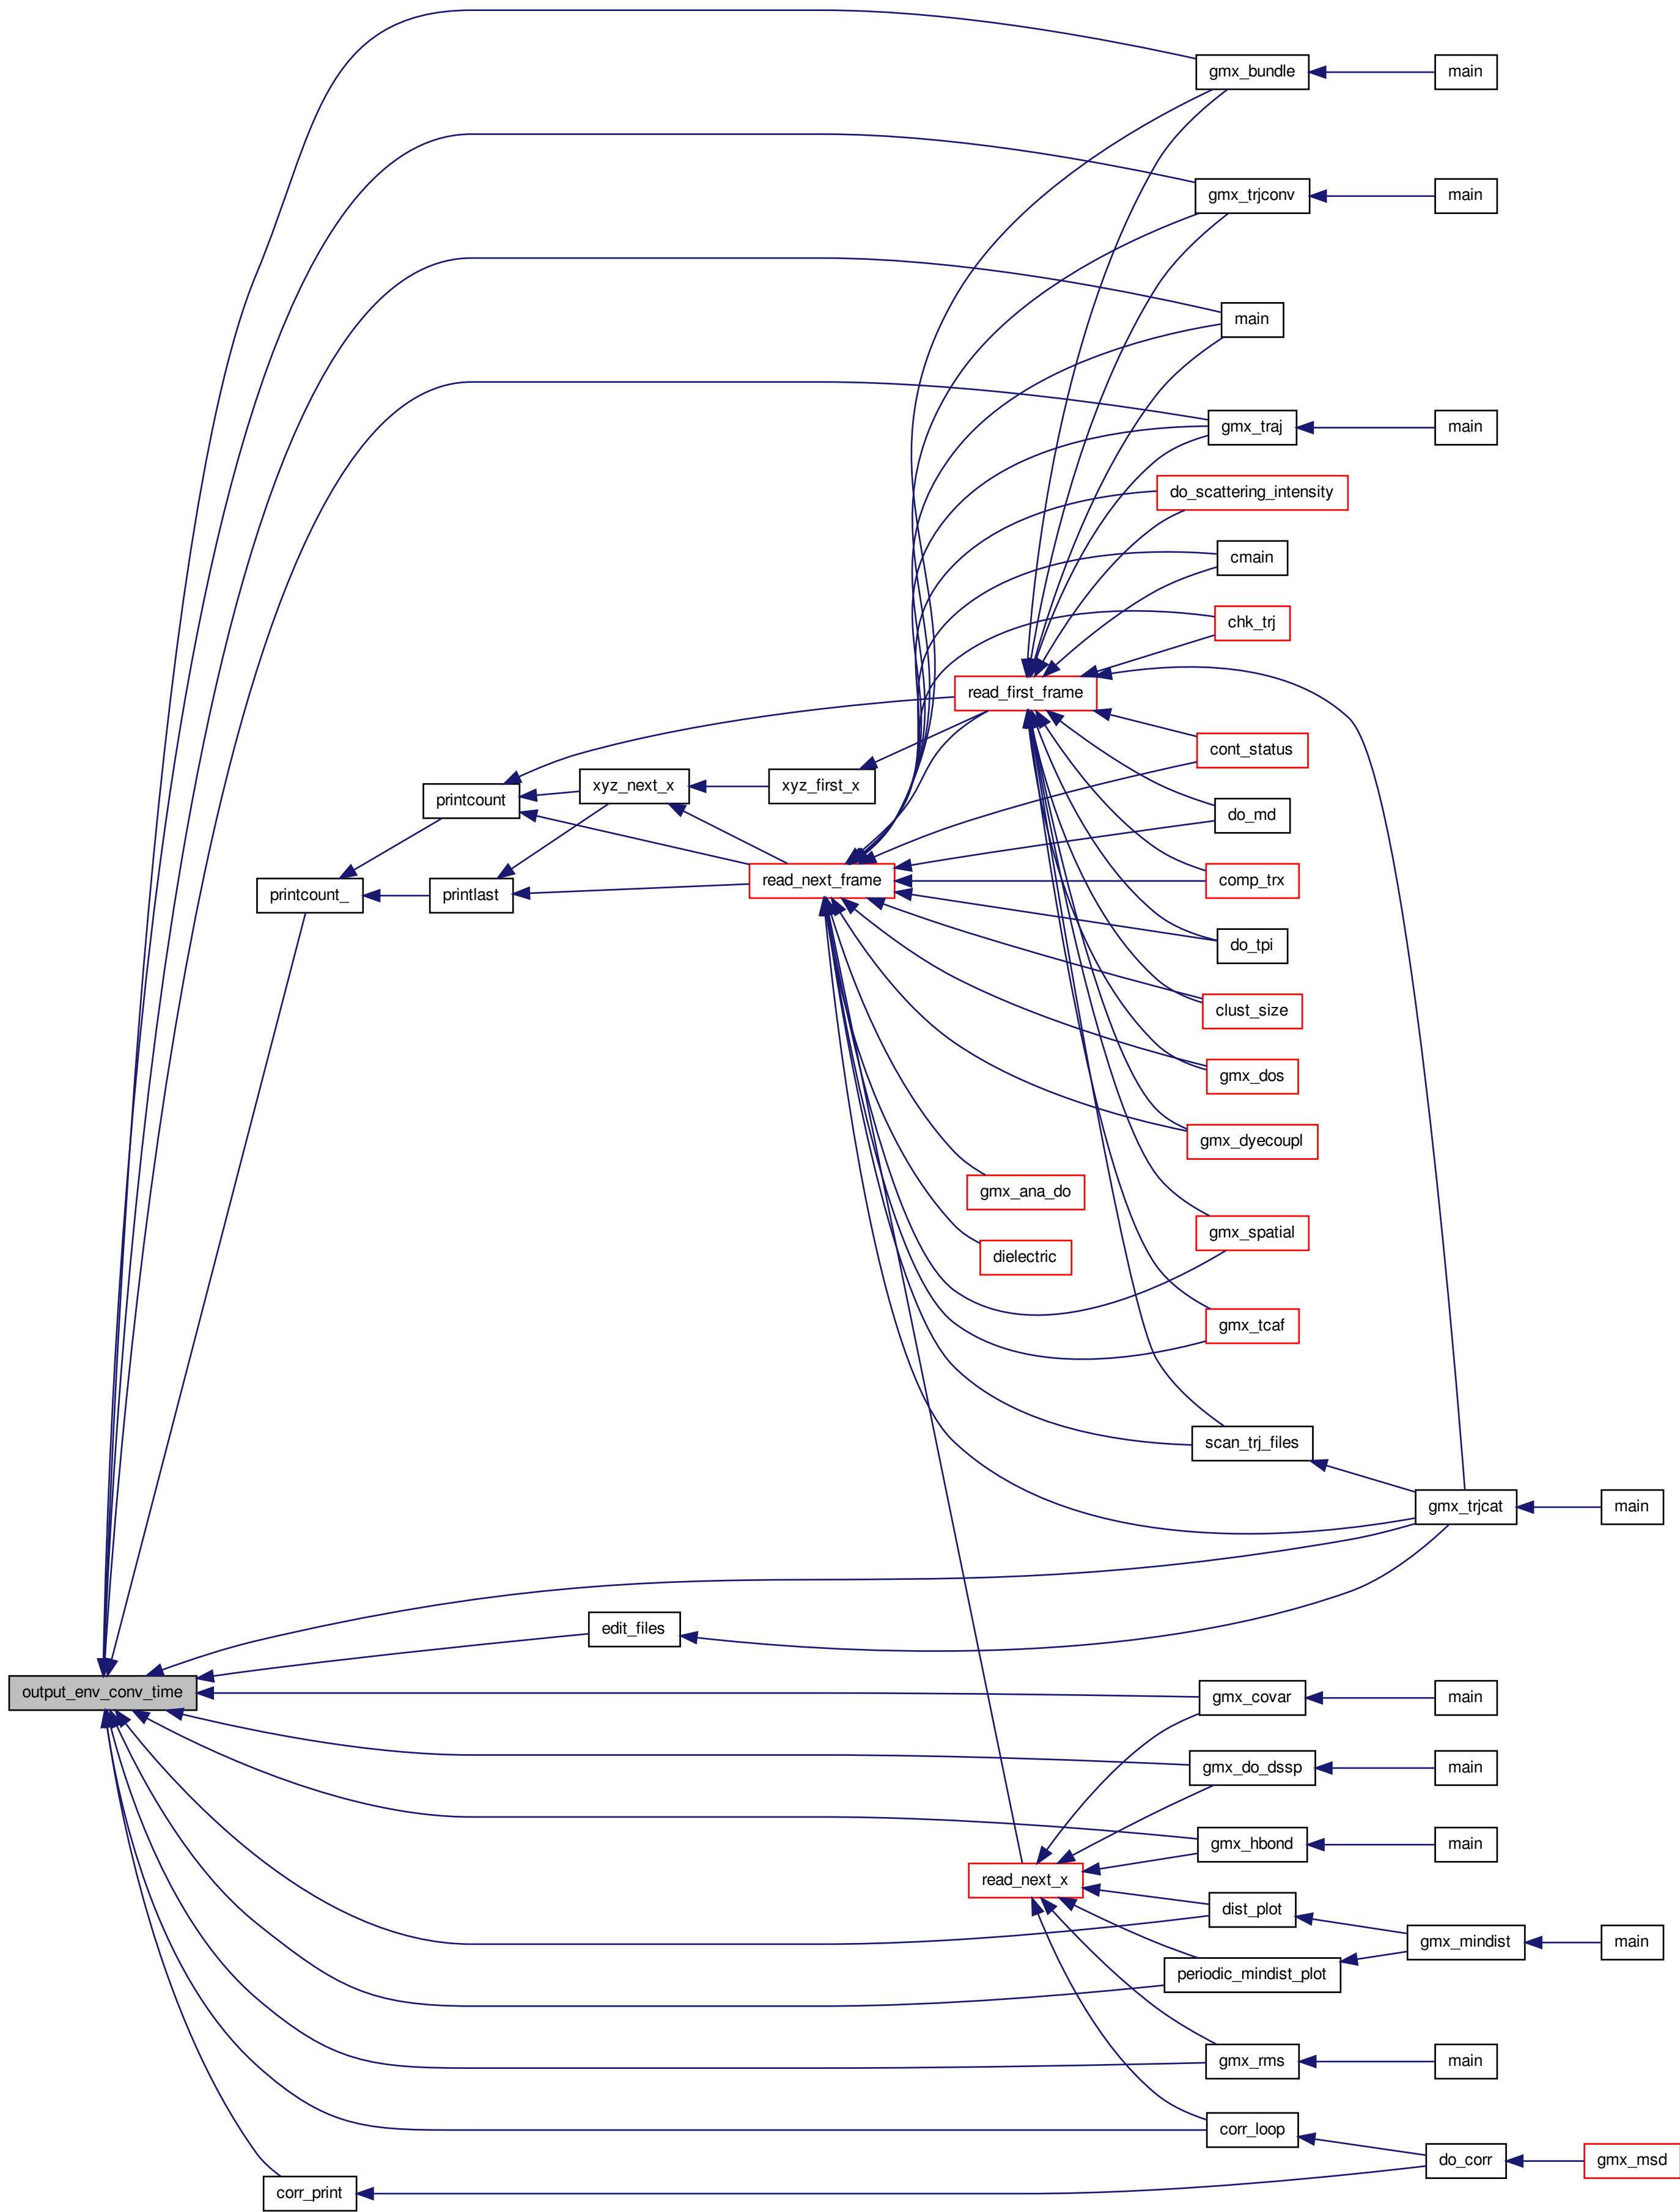 gmx_bundle
main
gmx_trjconv
main
main
gmx_traj
main
do_scattering_intensity
cmain
chk_trj
read_first_frame
cont_status
printcount
xyz_next_x
xyz_first_x
do_md
printcount_
printlast
read_next_frame
comp_trx
do_tpi
clust_size
gmx_dos
gmx_dyecoupl
gmx_ana_do
gmx_spatial
dielectric
gmx_tcaf
scan_trj_files
gmx_trjcat
main
edit_files
output_env_conv_time
gmx_covar
main
gmx_do_dssp
main
gmx_hbond
main
read_next_x
dist_plot
gmx_mindist
main
periodic_mindist_plot
gmx_rms
main
corr_loop
do_corr
gmx_msd
corr_print